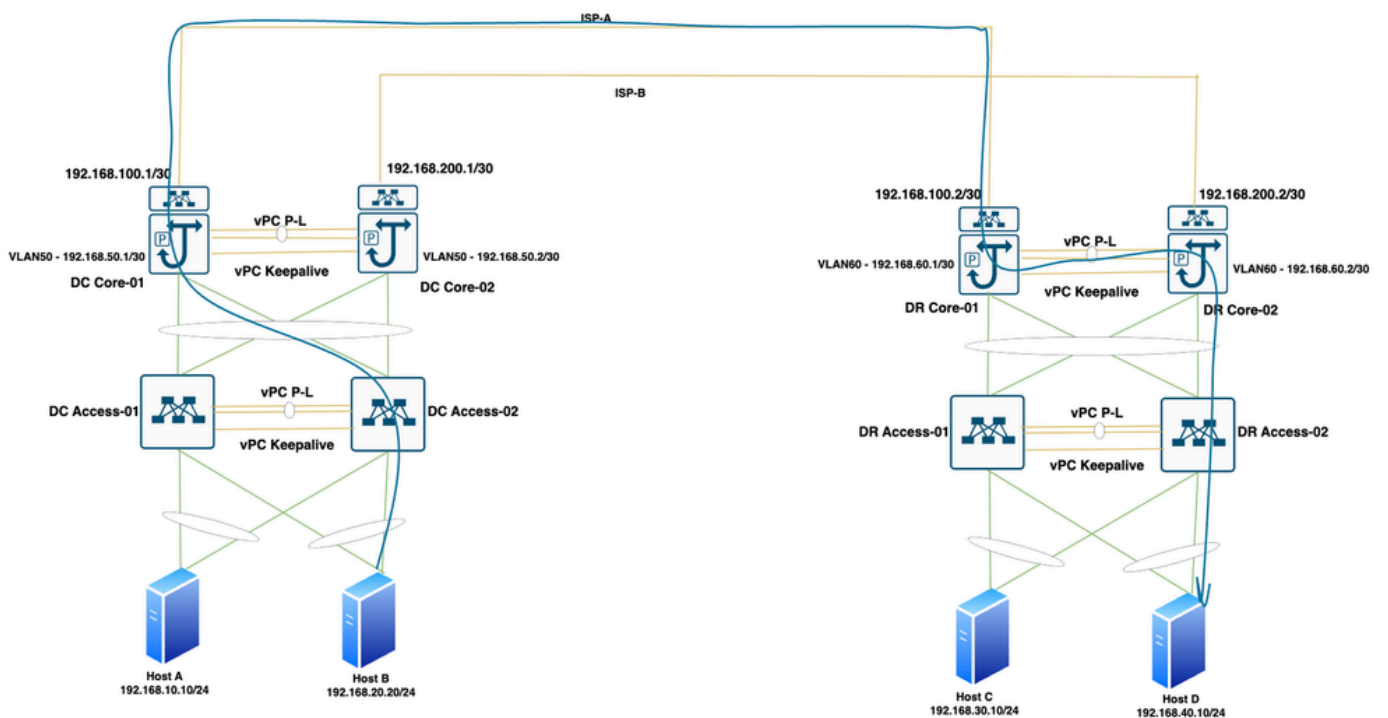 ISP-A
ISP-B
192.168.100.1/30
192.168.200.1/30
vPC P-L
P
P
VLAN50 - 192.168.50.1/30
VLAN50 - 192.168.50.2/30
vPC Keepalive
DC Core-01
DC Core-02
vPC P-L
DC Access-01
DC Access-02
vPC Keepalive
Host A
192.168.10.10/24
Host B
192.168.20.20/24
192.168.100.2/30
192.168.200.2/30
vPC P-L
P
P
VLAN60 - 192.168.60.1/30
VLAN60 - 192.168.60.2/30
vPC Keepalive
DR Core-01
DR Core-02
vPC P-L
DR Access-01
DR Access-02
vPC Keepalive
Host C
192.168.30.10/24
Host D
192.168.40.10/24